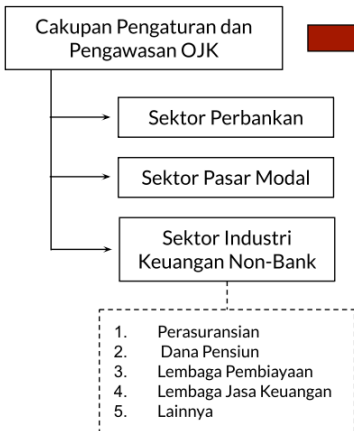 Cakupan Pengaturan dan
Pengawasan OJK
Sektor Perbankan
Sektor Pasar Modal
Sektor Industri
Keuangan Non-Bank
1. Perasuransian
2. Dana Pensiun
3. Lembaga Pembiayaan
4. Lembaga Jasa Keuangan
5. Lainnya